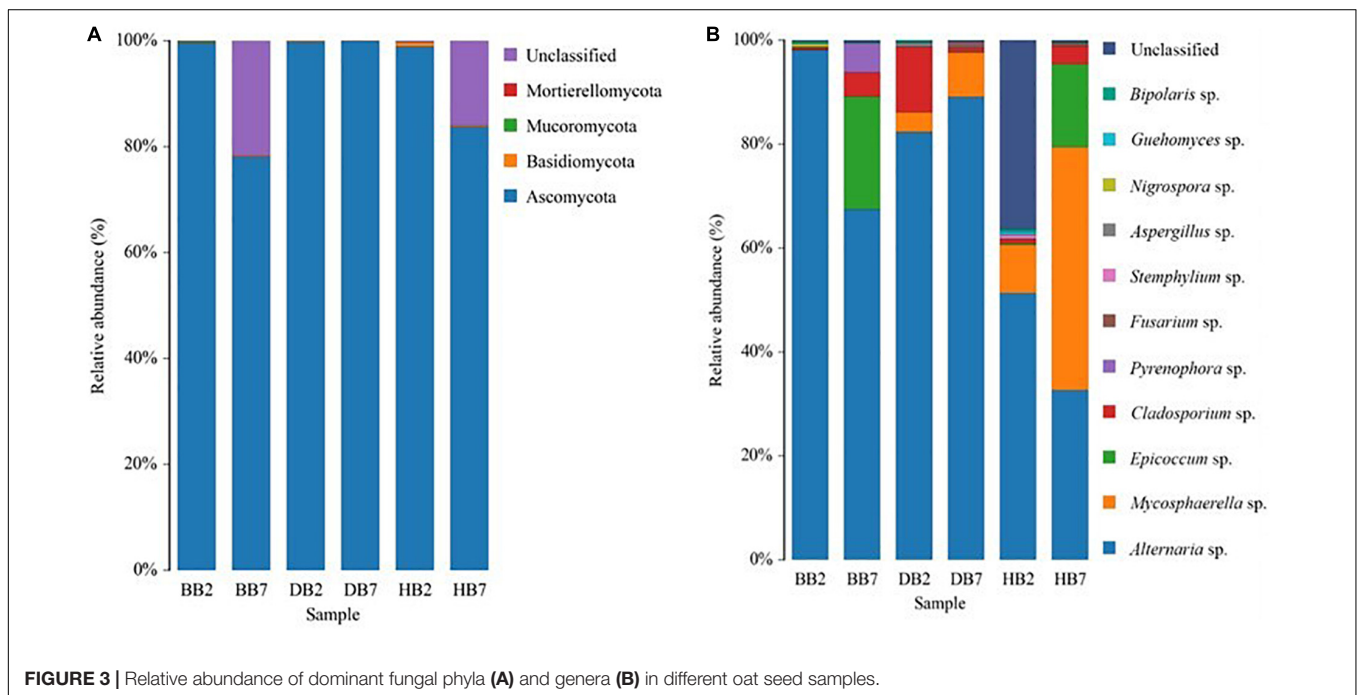 A
100%
80%
60%
40%
20%
0%
Relative abundance (%)
BB2 BB7 DB2 DB7 HB2 HB7
Sample
Unclassified
Mortierellomycota
Mucoromycota
Basidiomycota
Ascomycota
B
100%
80%
60%
40%
20%
0%
Relative abundance (%)
BB2 BB7 DB2 DB7 HB2 HB7
Sample
Unclassified
Bipolaris sp.
Guehomyces sp.
Nigrospora sp.
Aspergillus sp.
Stemphylium sp.
Fusarium sp.
Pyrenophora sp.
Cladosporium sp.
Epicoccum sp.
Mycosphaerella sp.
Alternaria sp.
FIGURE 3 | Relative abundance of dominant fungal phyla (A) and genera (B) in different oat seed samples.